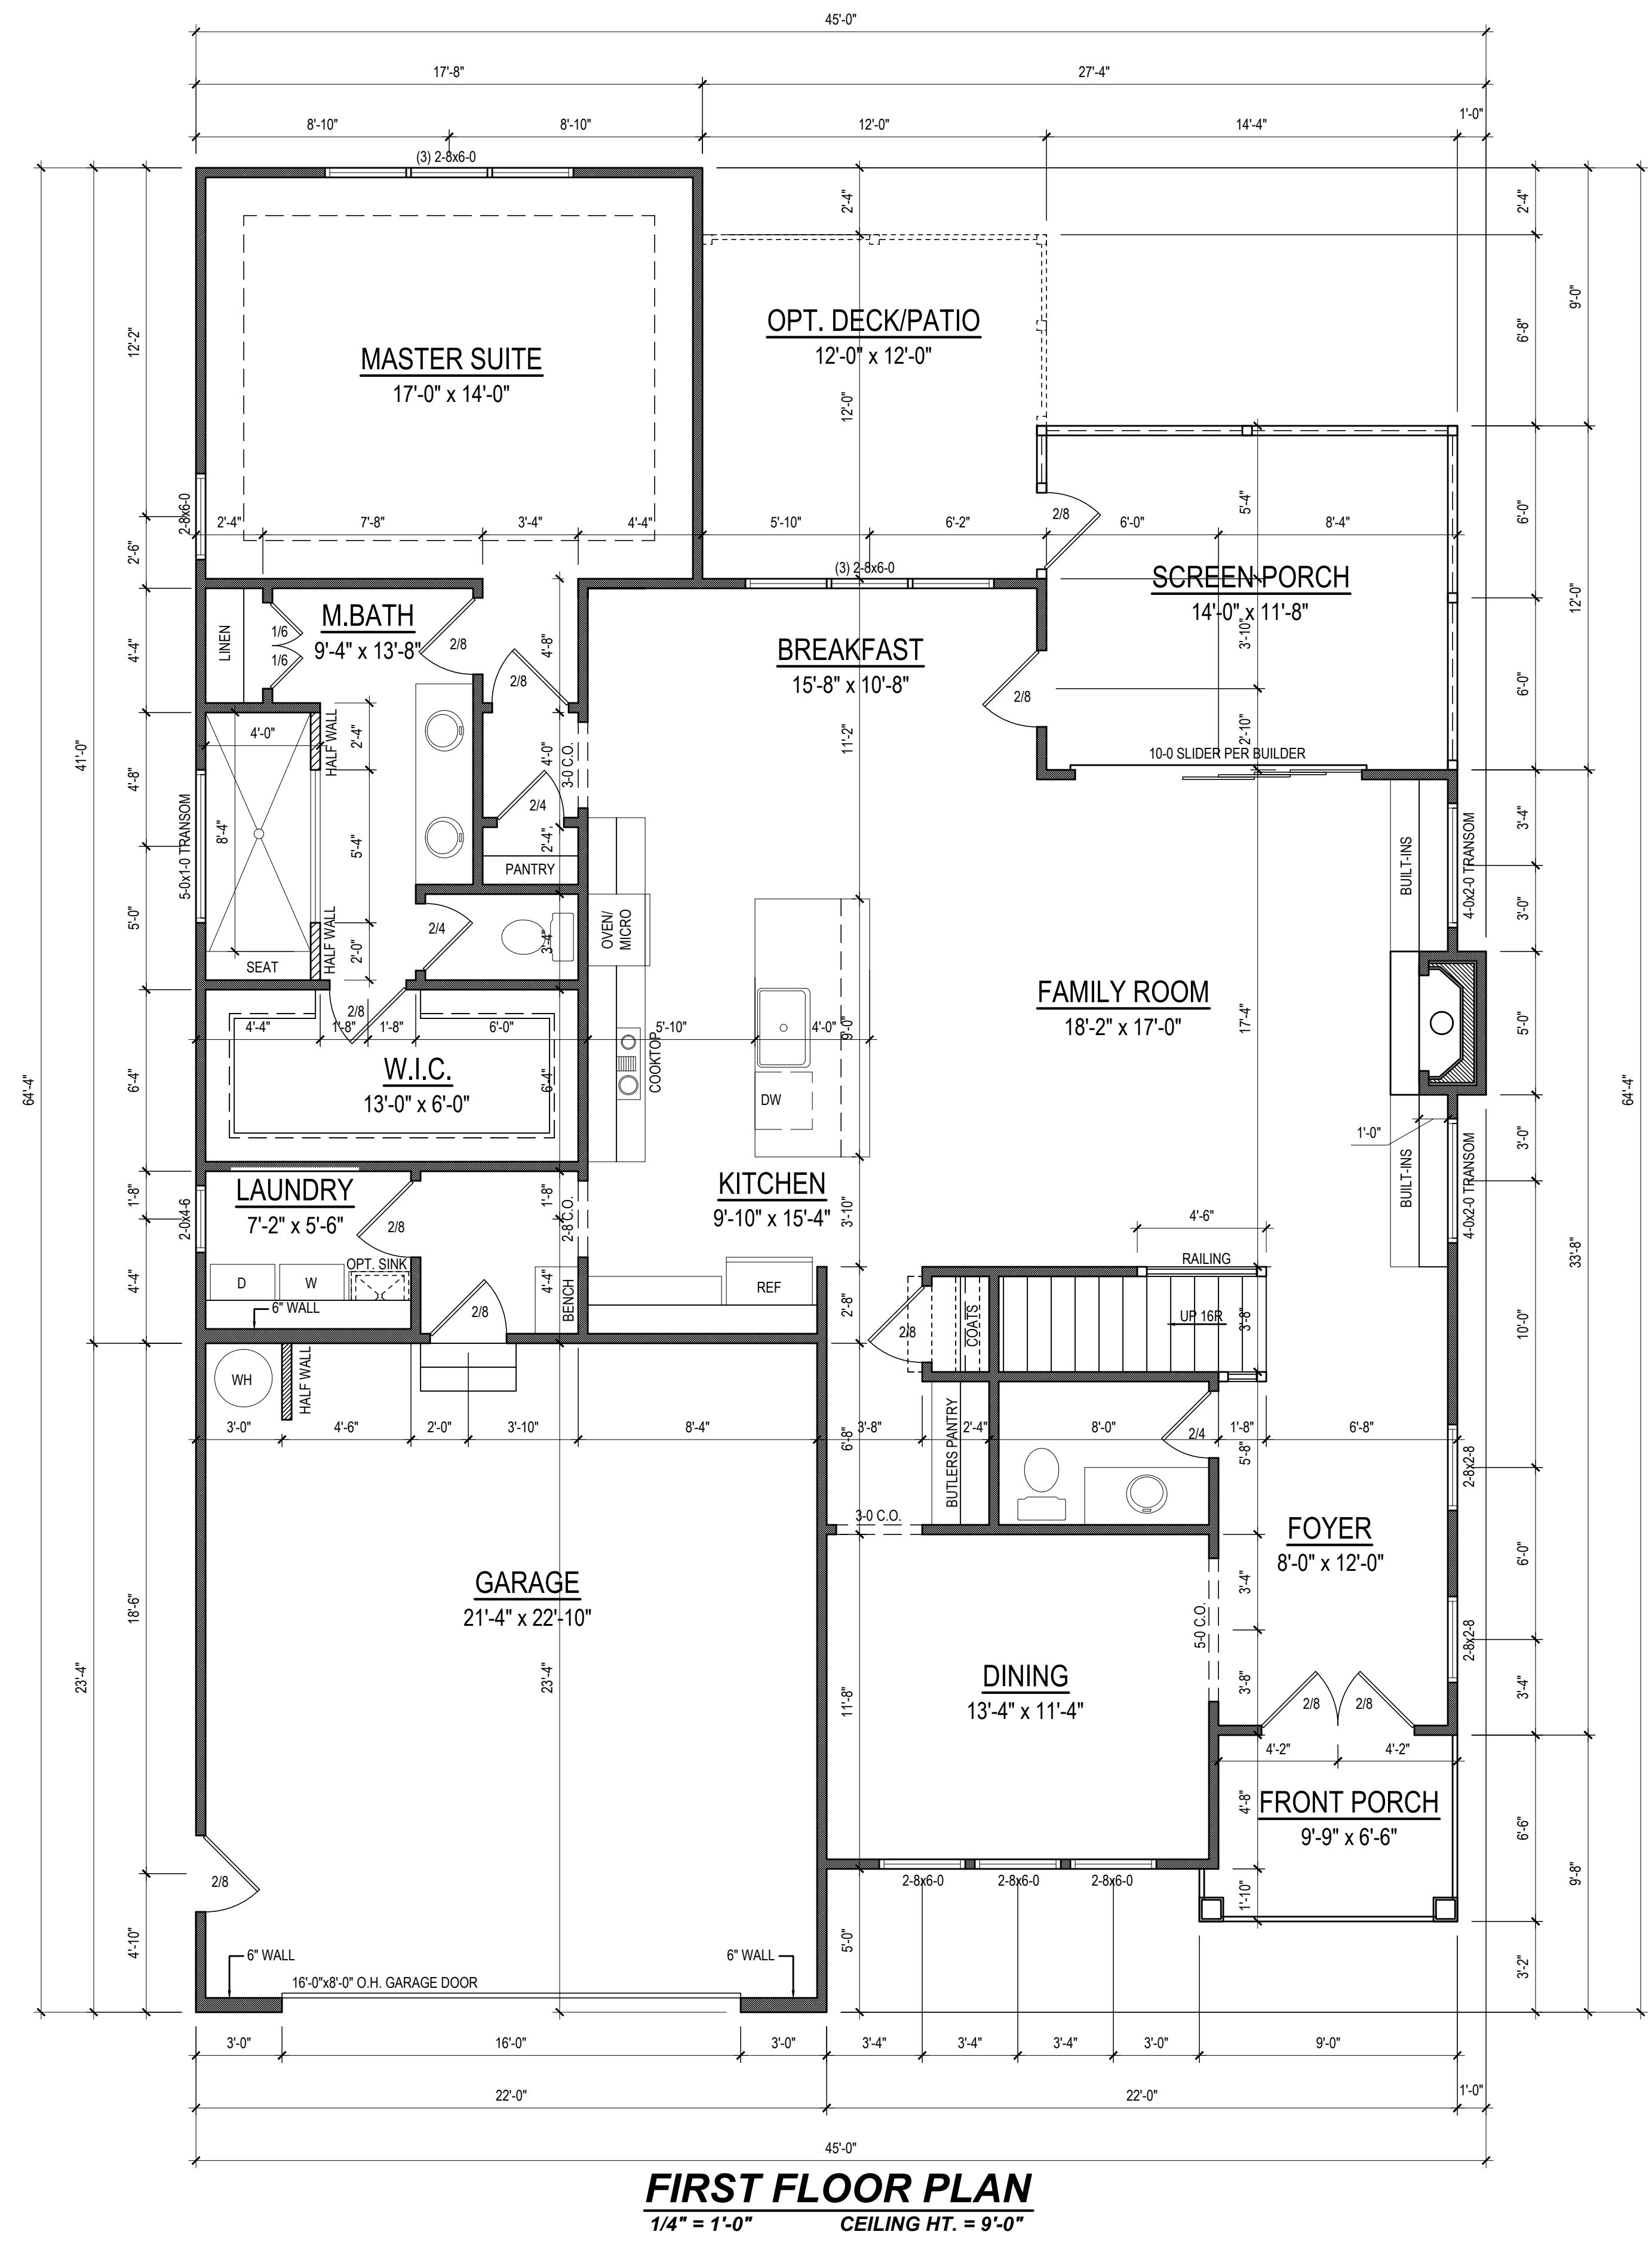 45'-0"
17'-8"
27'-4"
1'-0"
8'-10"
8'-10"
12'-0"
14'-4"
(3) 2-8x6-0
2'-4"
2'-4"
9'-0"
OPT. DECK/PATIO
12'-0" x 12'-0"
6'-8"
12'-2"
MASTER SUITE
17'-0" x 14'-0"
12'-0"
2-8x6-0
2'-4"
7'-8"
3'-4"
4'-4"
5'-10"
6'-2"
2/8
6'-0"
5'-4"
8'-4"
6'-0"
2'-6"
(3) 2-8x6-0
SCREEN PORCH
14'-0" x 11'-8"
3'-10"
12'-0"
LINEN
1/6
1/6
M.BATH
9'-4" x 13'-8"
2/8
2/8
4'-8"
4'-4"
BREAKFAST
15'-8" x 10'-8"
2/8
6'-0"
41'-0"
4'-0"
HALF WALL
2'-4"
4'-0"
3-0 C.O.
11'-2"
2'-10"
10-0 SLIDER PER BUILDER
4'-8"
5-0x1-0 TRANSOM
8'-4"
5'-4"
2/4
2'-4"
PANTRY
BUILT-INS
4-0x2-0 TRANSOM
3'-4"
5'-0"
SEAT
HALF WALL
2'-0"
2/4
3'-4"
OVEN/
MICRO
3'-0"
FAMILY ROOM
18'-2" x 17'-0"
17'-4"
2/8
4'-4"
1'-8"
1'-8"
6'-0"
5'-10"
4'-0"
9'-0"
5'-0"
COOKTOP
W.I.C.
13'-0" x 6'-0"
6'-4"
6'-4"
DW
64'-4"
64'-4"
1'-0"
BUILT-INS
4-0x2-0 TRANSOM
3'-0"
LAUNDRY
7'-2" x 5'-6"
1'-8"
2-0x4-6
2/8
1'-8"
2-8 C.O.
KITCHEN
9'-10" x 15'-4"
3'-10"
4'-6"
RAILING
33'-8"
OPT. SINK
D
W
4'-4"
6" WALL
2/8
4'-4"
BENCH
REF
2'-8"
2/8
COATS
UP 16R
3'-8"
10'-0"
WH
HALF WALL
3'-0"
4'-6"
2'-0"
3'-10"
8'-4"
6'-8"
3'-8"
BUTLERS PANTRY
2'-4"
8'-0"
2/4
1'-8"
5'-8"
6'-8"
2-8x2-8
3-0 C.O.
FOYER
8'-0" x 12'-0"
GARAGE
21'-4" x 22'-10"
18'-6"
23'-4"
23'-4"
3'-4"
5-0 C.O.
6'-0"
2-8x2-8
DINING
13'-4" x 11'-4"
11'-8"
3'-8"
2/8
2/8
3'-4"
4'-2"
4'-2"
FRONT PORCH
9'-9" x 6'-6"
4'-8"
6'-6"
9'-8"
2/8
2-8x6-0
2-8x6-0
2-8x6-0
1'-10"
4'-10"
6" WALL
6" WALL
5'-0"
16'-0"x8'-0" O.H. GARAGE DOOR
3'-2"
3'-0"
16'-0"
3'-0"
3'-4"
3'-4"
3'-4"
3'-0"
9'-0"
22'-0"
22'-0"
1'-0"
45'-0"
FIRST FLOOR PLAN
1/4" = 1'-0" CEILING HT. = 9'-0"